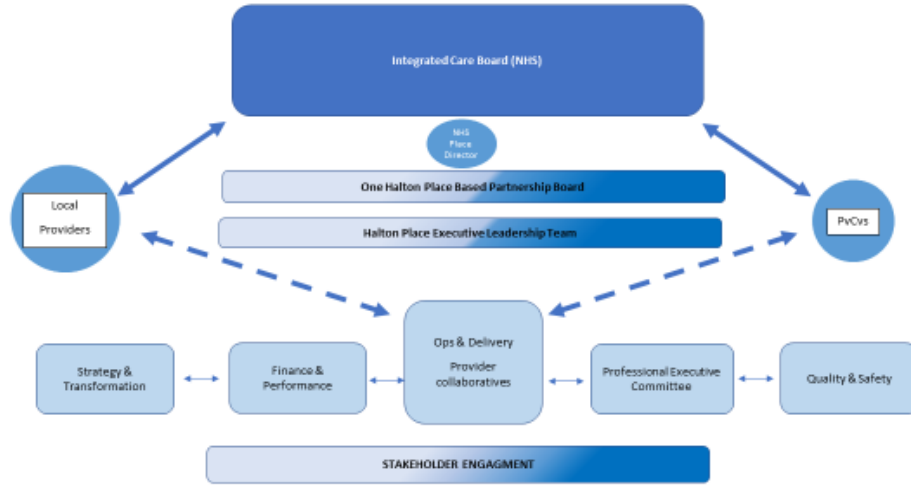 Integrated Care Board (NHS)
NHS
Place
Director
One Halton Place Based Partnership Board
Local
Providers
PvCvs
Halton Place Executive Leadership Team
Ops & Delivery
Provider
collaboratives
Strategy &
Transformation
Finance &
Performance
Professional Executive
Committee
Quality & Safety
STAKEHOLDER ENGAGMENT